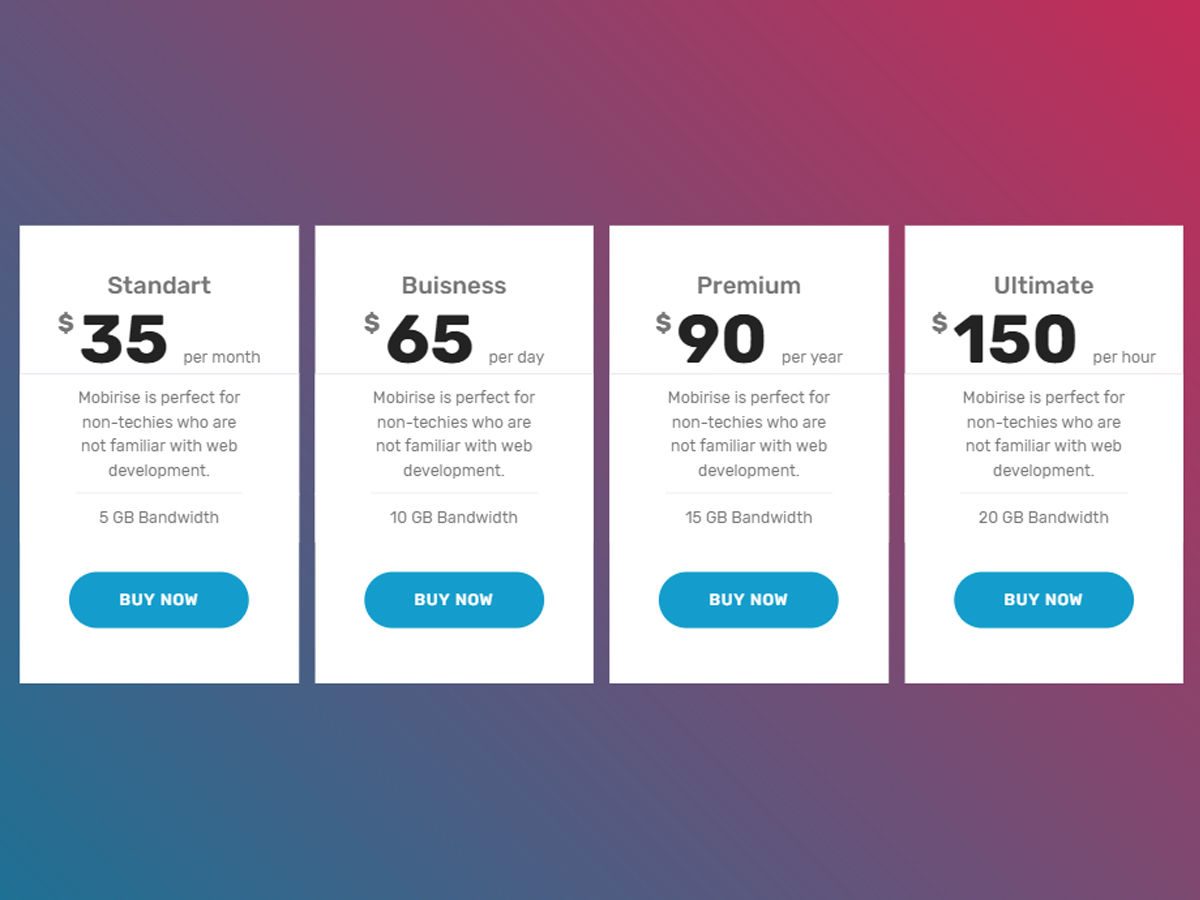 Standart
$ 35 per month
Mobirise is perfect for
non-techies who are
not familiar with web
development.
5 GB Bandwidth
BUY NOW
Buisness
$ 65 per day
Mobirise is perfect for
non-techies who are
not familiar with web
development.
10 GB Bandwidth
BUY NOW
Premium
$ 90 per year
Mobirise is perfect for
non-techies who are
not familiar with web
development.
15 GB Bandwidth
BUY NOW
Ultimate
$ 150 per hour
Mobirise is perfect for
non-techies who are
not familiar with web
development.
20 GB Bandwidth
BUY NOW